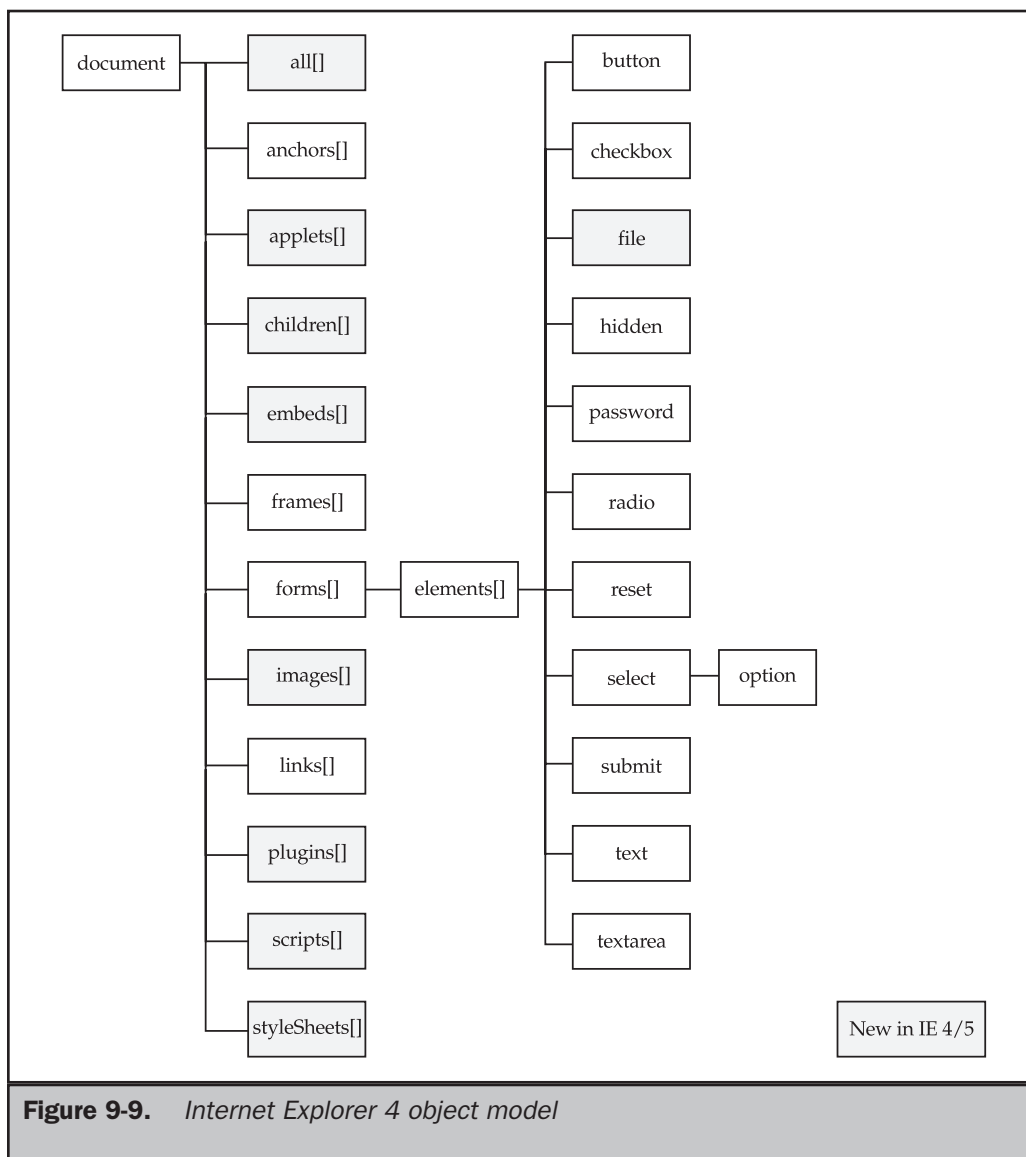 document
all[]
button
anchors[]
checkbox
applets[]
file
children[]
hidden
embeds[]
password
frames[]
radio
forms[]
elements[]
reset
images[]
select
option
links[]
submit
plugins[]
text
scripts[]
textarea
styleSheets[]
New in IE 4/5
Figure 9-9. Internet Explorer 4 object model